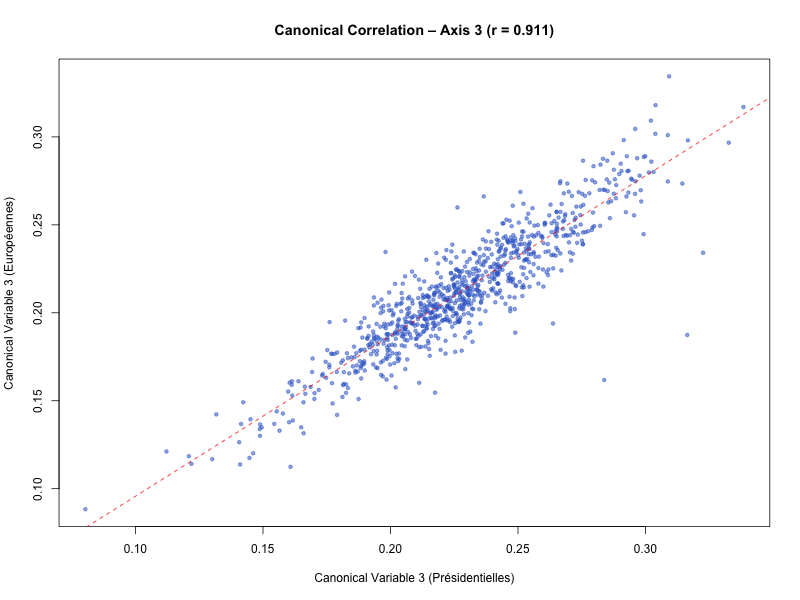 Canonical Correlation – Axis 3 (r = 0.911)
Canonical Variable 3 (Européennes)
0.30
0.25
0.20
0.15
0.10
0.10 0.15 0.20 0.25 0.30
Canonical Variable 3 (Présidentielles)